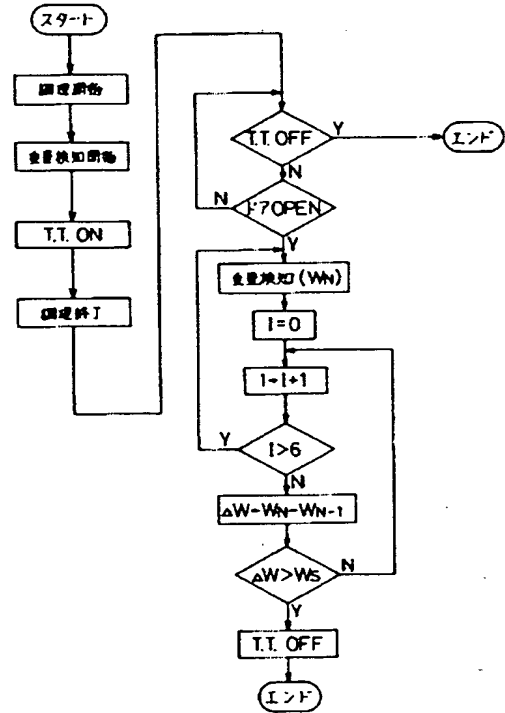 スタート
調理開始
重量検知開始
T.T. ON
調理終了
T.T. OFF
Y
エンド
N
ドアOPEN
N
Y
重量検知(WN)
I=0
I-I+1
I>6
Y
N
△W-WN-WN-1
△W>WS
N
Y
T.T. OFF
エンド